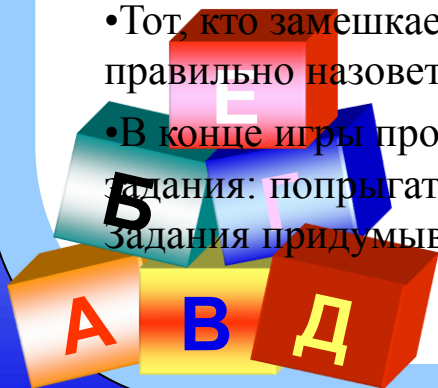 •Тот, кто замешкае
правильно назовет
•В конце игры про
задания: попрыгат
Задания придумыв
Е
Б Г
А В Д